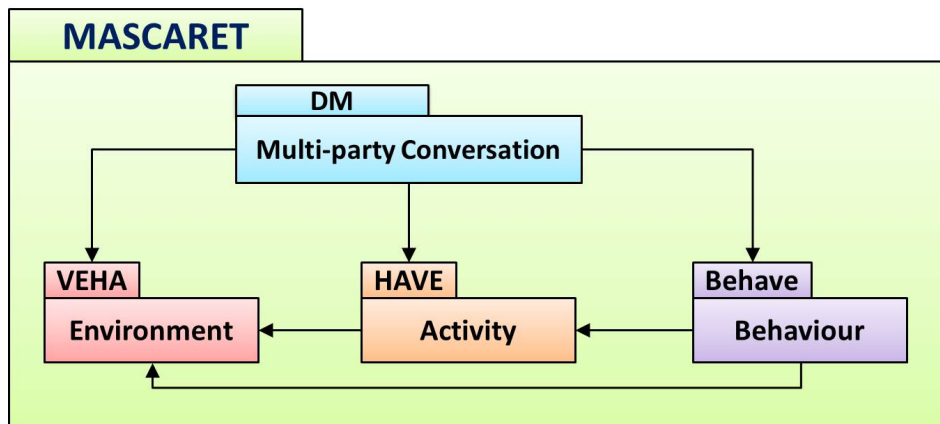 MASCARET
DM
Multi-party Conversation
VEHA
Environment
HAVE
Activity
Behave
Behaviour